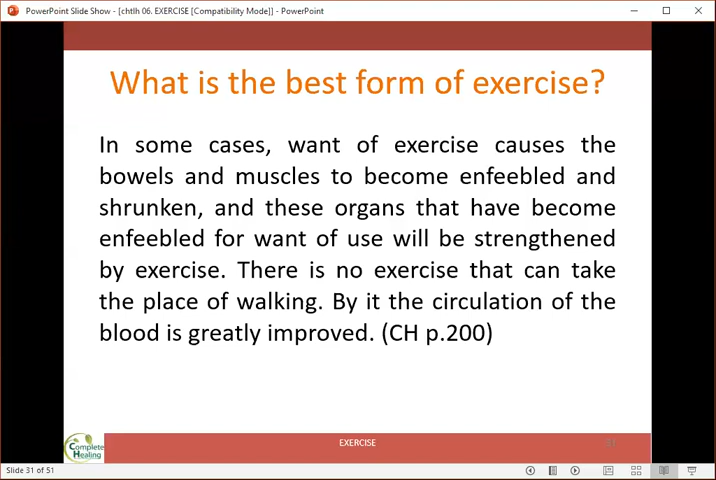 PowerPoint Slide Show - [chtlh 06. EXERCISE [Compatibility Mode]] - PowerPoint
What is the best form of exercise?
In some cases, want of exercise causes the
bowels and muscles to become enfeebled and
shrunken, and these organs that have become
enfeebled for want of use will be strengthened
by exercise. There is no exercise that can take
the place of walking. By it the circulation of the
blood is greatly improved. (CH p.200)
Complete
Healing
EXERCISE
31
Slide 31 of 51